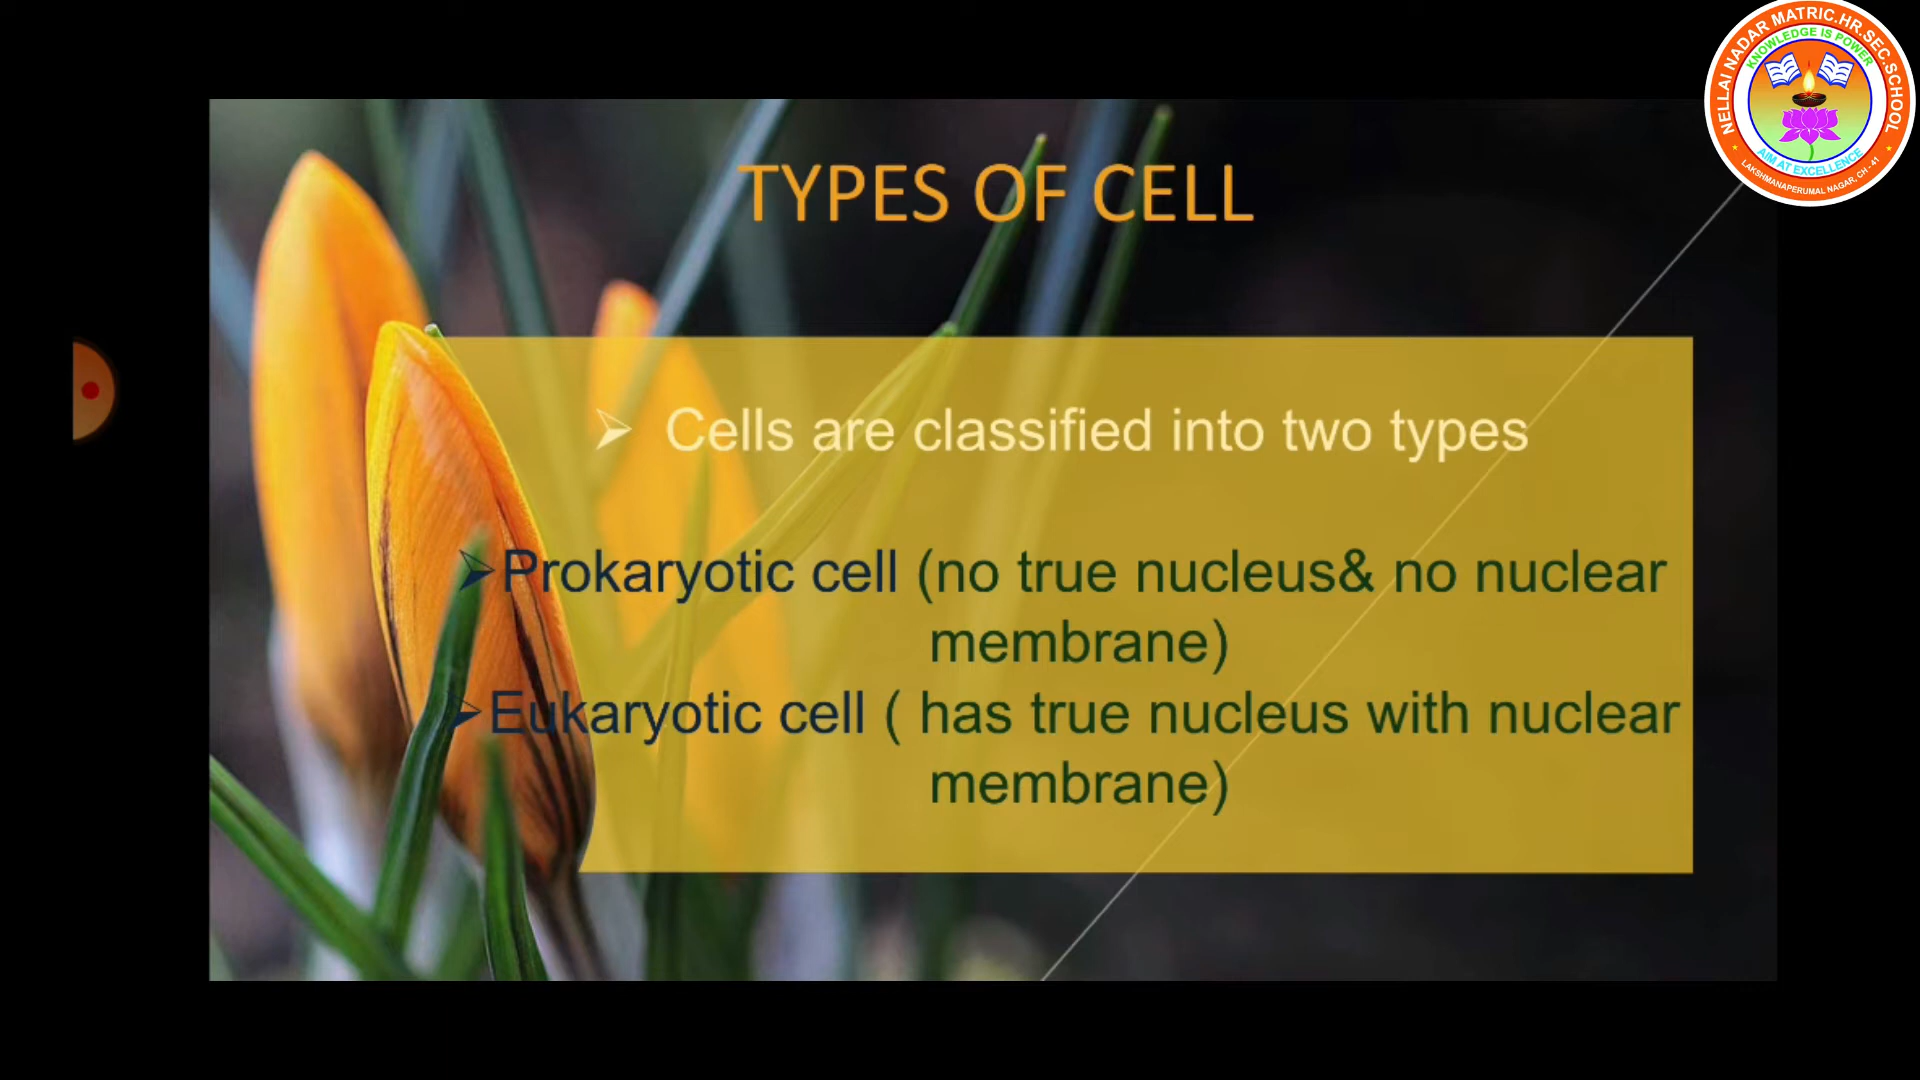 NELLAI NADAR MATRIC.HR.SEC.SCHOOL
KNOWLEDGE IS POWER
AIM AT EXCELLENCE
LAKSHMANAPERUMAL NAGAR, CH - 41
TYPES OF CELL
Cells are classified into two types
Prokaryotic cell (no true nucleus& no nuclear
membrane)
Eukaryotic cell ( has true nucleus with nuclear
membrane)